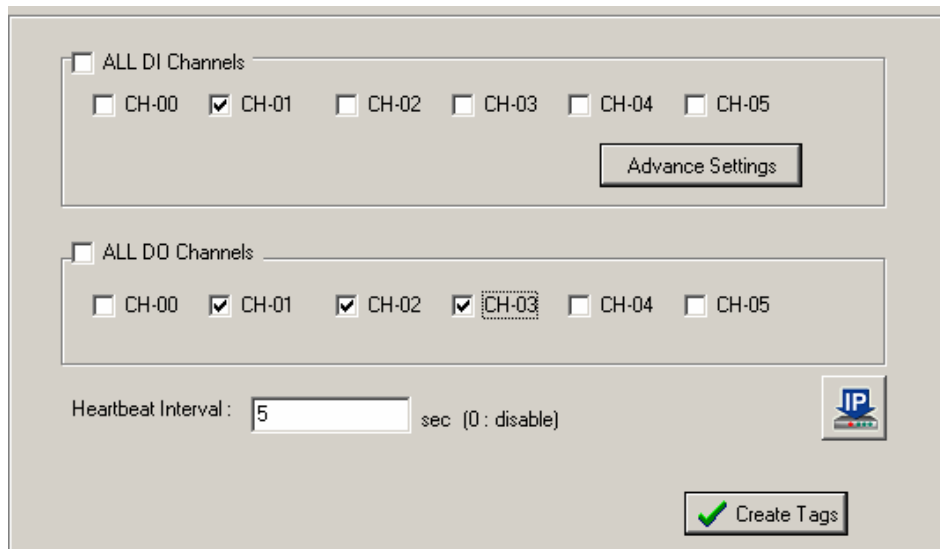 ALL DI Channels
CH-00 CH-01 CH-02 CH-03 CH-04 CH-05
Advance Settings
ALL DO Channels
CH-00 CH-01 CH-02 CH-03 CH-04 CH-05
Heartbeat Interval : 5 sec (0 : disable)
IP
Create Tags